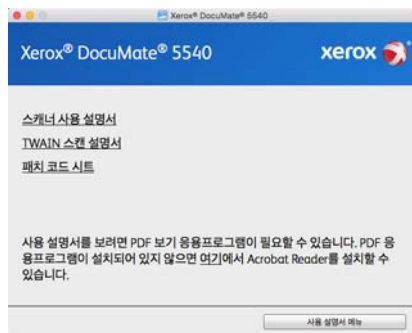 Xerox® DocuMate® 5540
Xerox® DocuMate® 5540
xerox
스캐너 사용 설명서
TWAIN 스캔 설명서
패치 코드 시트
사용 설명서를 보려면 PDF 보기 응용프로그램이 필요할 수 있습니다. PDF 응
용프로그램이 설치되어 있지 않으면 여기에서 Acrobat Reader를 설치할 수
있습니다.
사용 설명서 메뉴